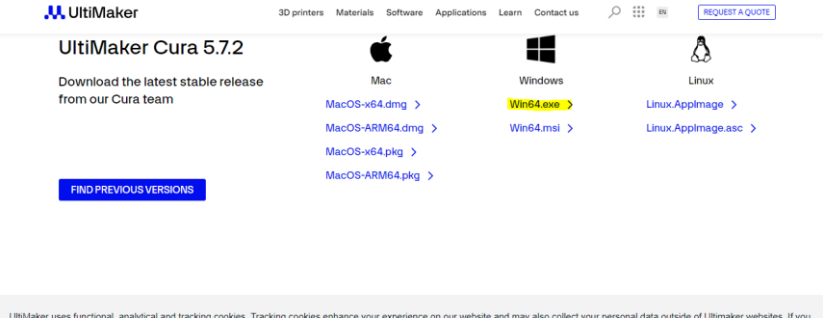 UltiMaker
3D printers Materials Software Applications Learn Contact us EN REQUEST A QUOTE
UltiMaker Cura 5.7.2
Download the latest stable release
from our Cura team
FIND PREVIOUS VERSIONS
Mac
MacOS-x64.dmg
MacOS-ARM64.dmg
MacOS-x64.pkg
MacOS-ARM64.pkg
Windows
Win64.exe
Win64.msi
Linux
Linux.AppImage
Linux.AppImage.asc
UltiMaker uses functional, analytical and tracking cookies. Tracking cookies enhance your experience on our website and may also collect your personal data outside of Ultimaker websites. If you